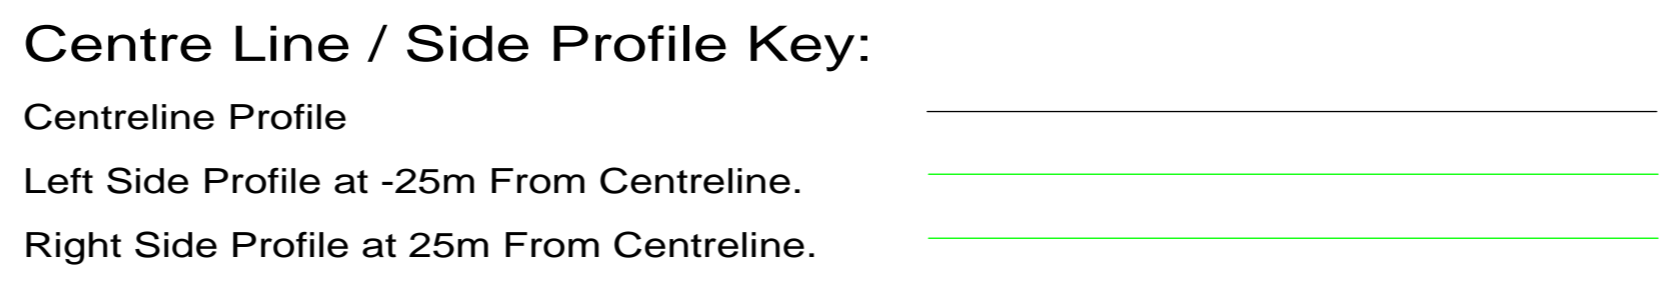 Centre Line / Side Profile Key:
Centreline Profile
Left Side Profile at -25m From Centreline.
Right Side Profile at 25m From Centreline.